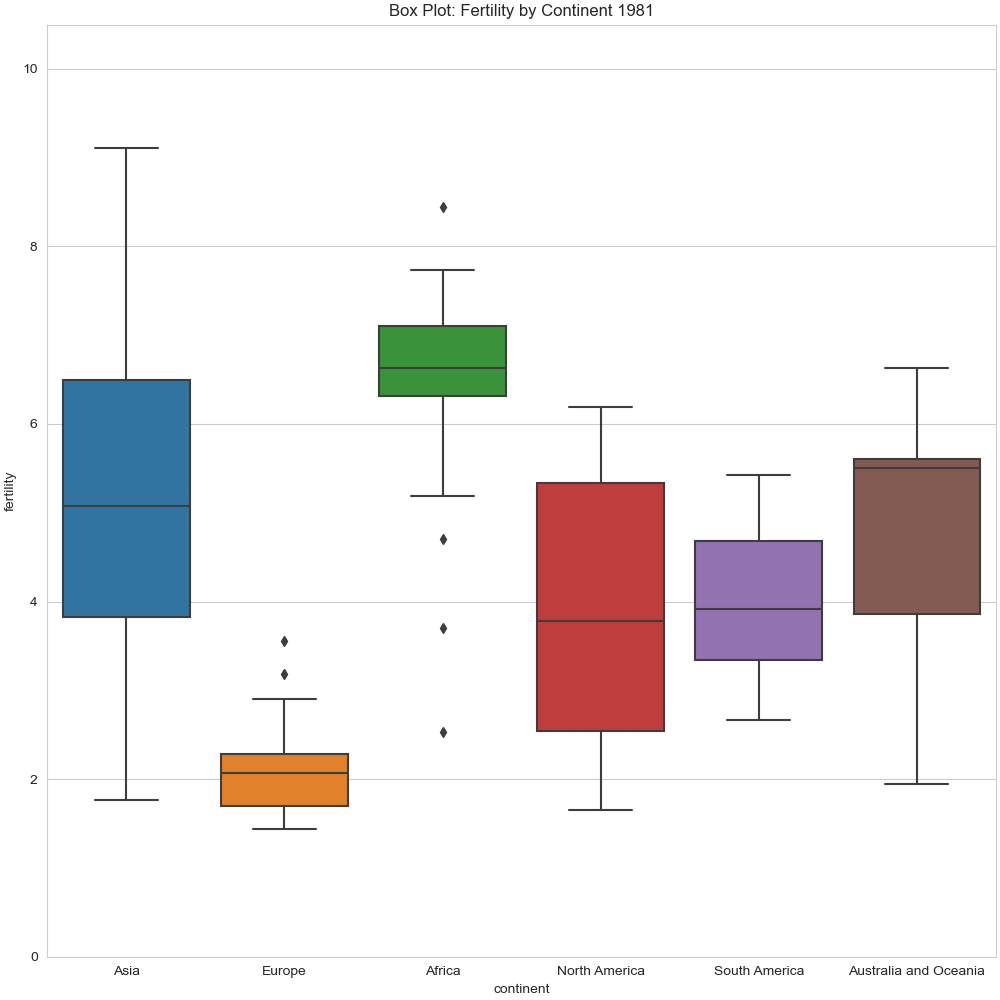 Box Plot: Fertility by Continent 1981
10
8
6
4
2
0
fertility
Asia
Europe
Africa
North America
South America
Australia and Oceania
continent